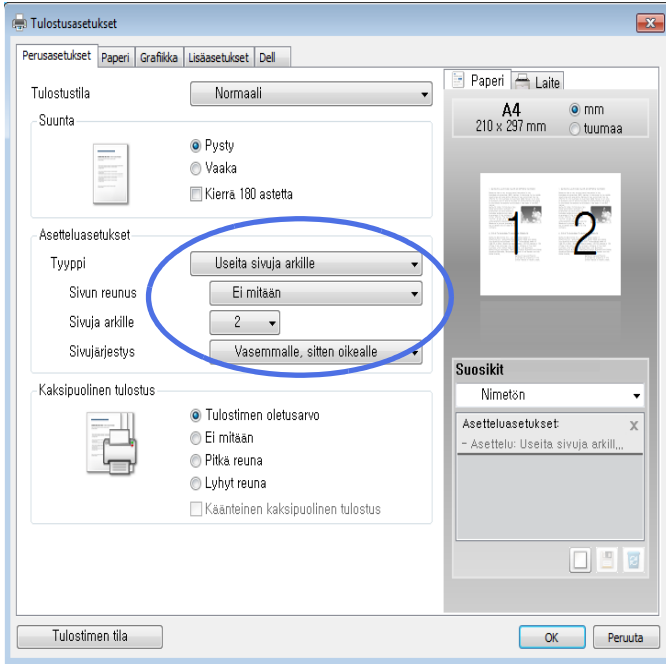 Tulostusasetukset
Perusasetukset Paperi Grafiikka Lisäasetukset Dell
Tulostustila Normaali
Suunta
Pysty
Vaaka
Kierrä 180 astetta
Asetteluasetukset
Tyyppi Useita sivuja arkille
Sivun reunus Ei mitään
Sivuja arkille 2
Sivujärjestys Vasemmalle, sitten oikealle
Kaksipuolinen tulostus
Tulostimen oletusarvo
Ei mitään
Pitkä reuna
Lyhyt reuna
Käänteinen kaksipuolinen tulostus
Paperi Laite
A4
210 x 297 mm
mm
tuumaa
1 2
Suosikit
Nimetön
Asetteluasetukset: x
- Asettelu: Useita sivuja arkill...
Tulostimen tila OK Peruuta